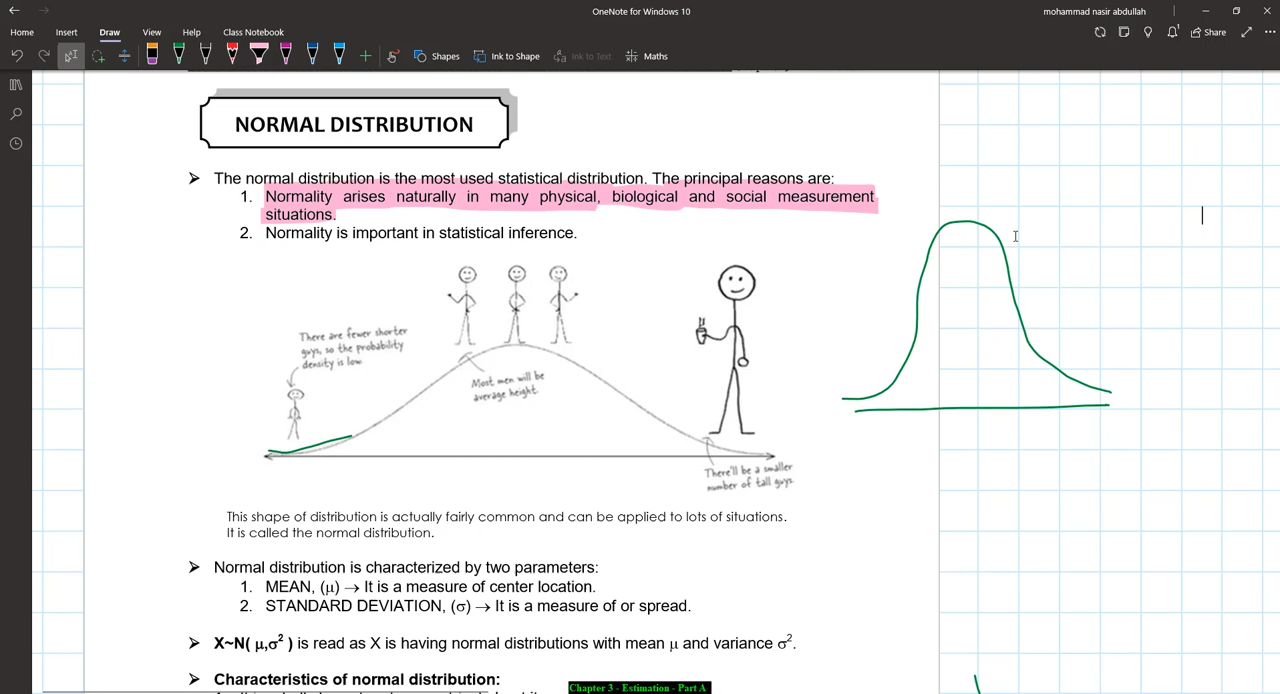 OneNote for Windows 10
mohammad nasir abdullah
Home Insert Draw View Help Class Notebook
Share
Shapes Ink to Shape Ink to Text Maths
NORMAL DISTRIBUTION
➢ The normal distribution is the most used statistical distribution. The principal reasons are:
1. Normality arises naturally in many physical, biological and social measurement
situations.
2. Normality is important in statistical inference.
There are fewer shorter
guys, so the probability
density is low
Most men will be
average height.
There'll be a smaller
number of tall guys
This shape of distribution is actually fairly common and can be applied to lots of situations.
It is called the normal distribution.
➢ Normal distribution is characterized by two parameters:
1. MEAN, (μ) → It is a measure of center location.
2. STANDARD DEVIATION, (σ) → It is a measure of or spread.
➢ X~N( μ,σ² ) is read as X is having normal distributions with mean μ and variance σ².
➢ Characteristics of normal distribution:
Chapter 3 - Estimation - Part A